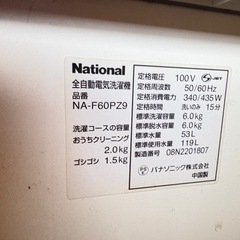 National
全自動電気洗濯機
NA-F60PZ9
洗濯コースの容量
おうちクリーニング
2.0kg
ゴシゴシ 1.5kg
定格電圧 100V
定格周波数 50/60Hz
定格消費電力 340/435W
定格時間 洗いのみ 15分
標準洗濯容量 6.0kg
標準脱水容量 6.0kg
標準水量 53L
標準使用水量 119L
製造番号 08N2201807
パナソニック株式会社
中国製